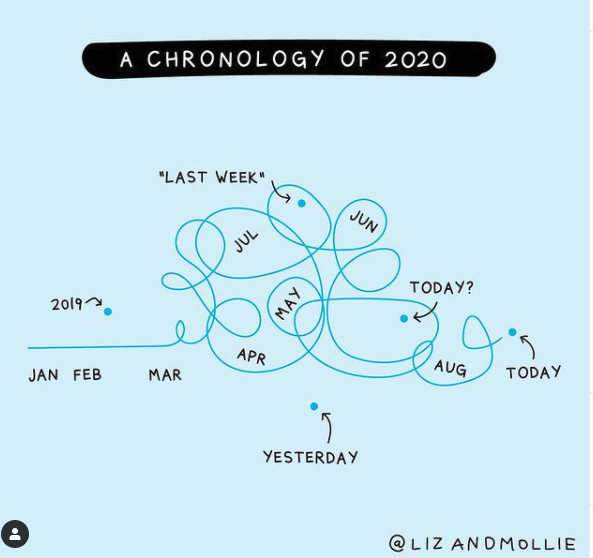 A CHRONOLOGY OF 2020
"LAST WEEK"
JUN
JUL
TODAY?
2019
MAY
APR
AUG
JAN FEB MAR
TODAY
YESTERDAY
@LIZANDMOLLIE